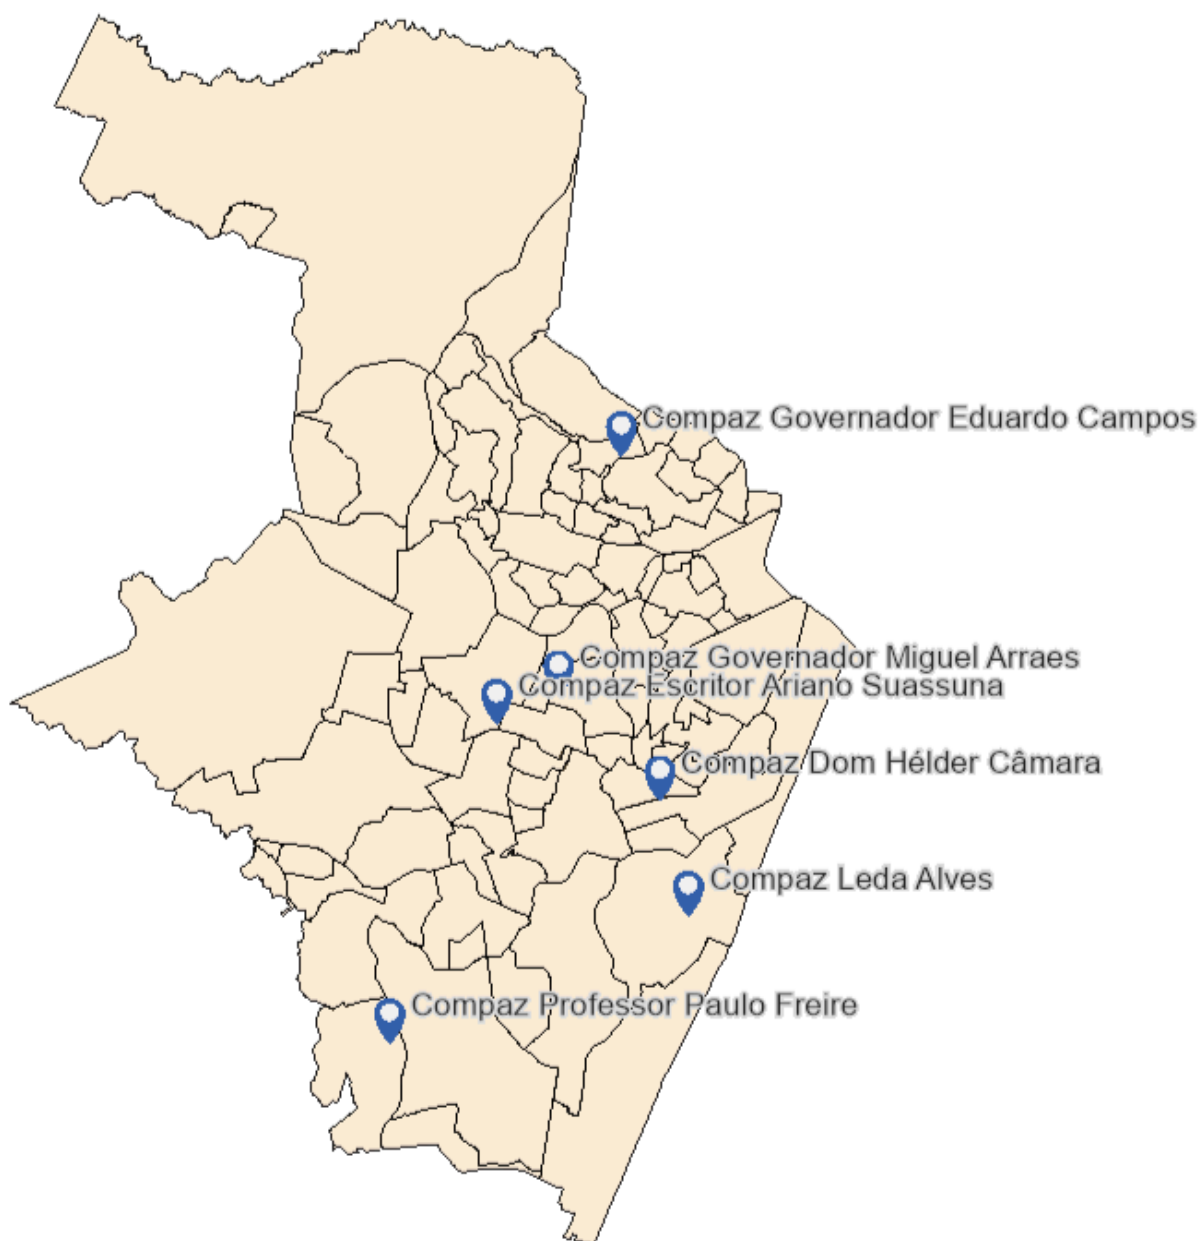 Compaz Governador Eduardo Campos
Compaz Governador Miguel Arraes
Compaz Escritor Ariano Suassuna
Compaz Dom Hélder Câmara
Compaz Leda Alves
Compaz Professor Paulo Freire